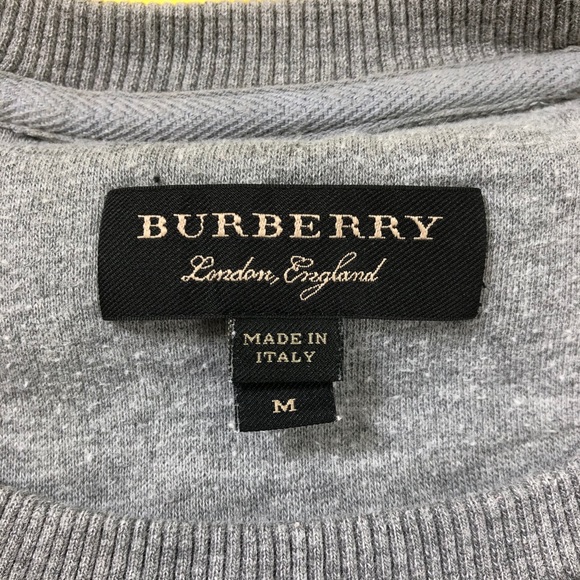 BURBERRY
London, England
MADE IN
ITALY
M